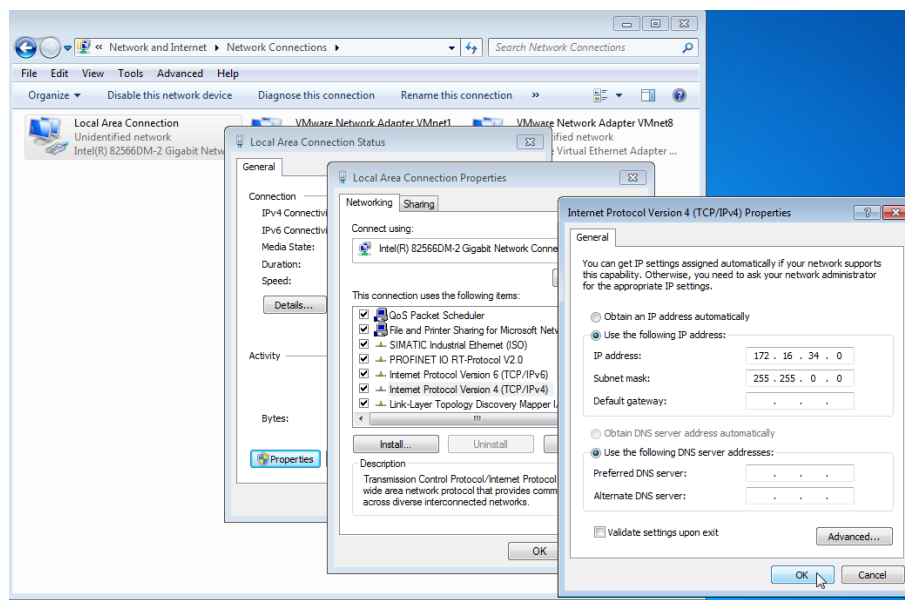 « Network and Internet ▸ Network Connections ▸
Search Network Connections
File Edit View Tools Advanced Help
Organize ▾ Disable this network device Diagnose this connection Rename this connection »
Local Area Connection
Unidentified network
Intel(R) 82566DM-2 Gigabit Netw
VMware Network Adapter VMnet1
VMware Network Adapter VMnet8
tified network
Virtual Ethernet Adapter ...
Local Area Connection Status
General
Connection
IPv4 Connectivi
IPv6 Connectivi
Media State:
Duration:
Speed:
Details...
Activity
Bytes:
Properties
Local Area Connection Properties
Networking Sharing
Connect using:
Intel(R) 82566DM-2 Gigabit Network Conne
This connection uses the following items:
QoS Packet Scheduler
File and Printer Sharing for Microsoft Netw
SIMATIC Industrial Ethernet (ISO)
PROFINET IO RT-Protocol V2.0
Internet Protocol Version 6 (TCP/IPv6)
Internet Protocol Version 4 (TCP/IPv4)
Link-Layer Topology Discovery Mapper I/
Install... Uninstall
Description
Transmission Control Protocol/Internet Protocol
wide area network protocol that provides comm
across diverse interconnected networks.
OK
Internet Protocol Version 4 (TCP/IPv4) Properties
General
You can get IP settings assigned automatically if your network supports
this capability. Otherwise, you need to ask your network administrator
for the appropriate IP settings.
Obtain an IP address automatically
Use the following IP address:
IP address: 172 . 16 . 34 . 0
Subnet mask: 255 . 255 . 0 . 0
Default gateway: . . .
Obtain DNS server address automatically
Use the following DNS server addresses:
Preferred DNS server: . . .
Alternate DNS server: . . .
Validate settings upon exit
Advanced...
OK Cancel